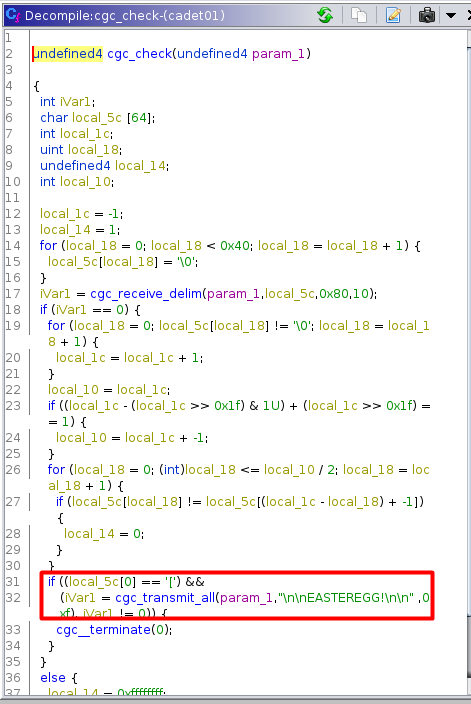 Decompile:cgc_check-(cadet01)
1
2 undefined4 cgc_check(undefined4 param_1)
3
4 {
5 int iVar1;
6 char local_5c [64];
7 int local_1c;
8 uint local_18;
9 undefined4 local_14;
10 int local_10;
11
12 local_1c = -1;
13 local_14 = 1;
14 for (local_18 = 0; local_18 < 0x40; local_18 = local_18 + 1) {
15 local_5c[local_18] = '\0';
16 }
17 iVar1 = cgc_receive_delim(param_1,local_5c,0x80,10);
18 if (iVar1 == 0) {
19 for (local_18 = 0; local_5c[local_18] != '\0'; local_18 = local_1
8 + 1) {
20 local_1c = local_1c + 1;
21 }
22 local_10 = local_1c;
23 if ((local_1c - (local_1c >> 0x1f) & 1U) + (local_1c >> 0x1f) =
= 1) {
24 local_10 = local_1c + -1;
25 }
26 for (local_18 = 0; (int)local_18 <= local_10 / 2; local_18 = loc
al_18 + 1) {
27 if (local_5c[local_18] != local_5c[(local_1c - local_18) + -1])
{
28 local_14 = 0;
29 }
30 }
31 if ((local_5c[0] == '[') &&
32 (iVar1 = cgc_transmit_all(param_1,"\n\nEASTEREGG!\n\n" ,0
xf), iVar1 != 0)) {
33 cgc__terminate(0);
34 }
35 }
36 else {
37 local_14 = 0xffffffff;